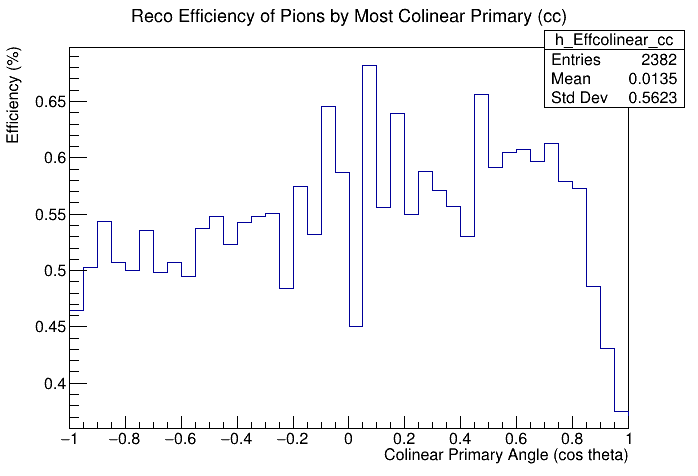 Reco Efficiency of Pions by Most Colinear Primary (cc)
h_Effcolinear_cc
Entries 2382
Mean 0.0135
Std Dev 0.5623
Efficiency (%)
0.65
0.6
0.55
0.5
0.45
0.4
−1 −0.8 −0.6 −0.4 −0.2 0 0.2 0.4 0.6 0.8 1
Colinear Primary Angle (cos theta)